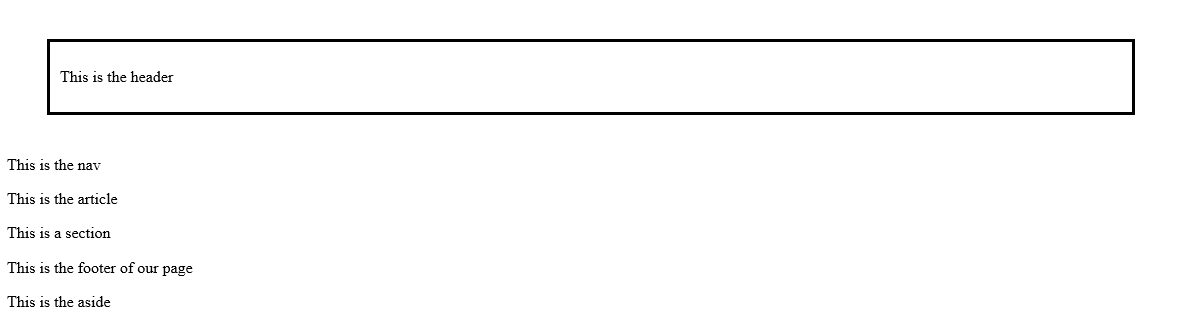 This is the header
This is the nav
This is the article
This is a section
This is the footer of our page
This is the aside